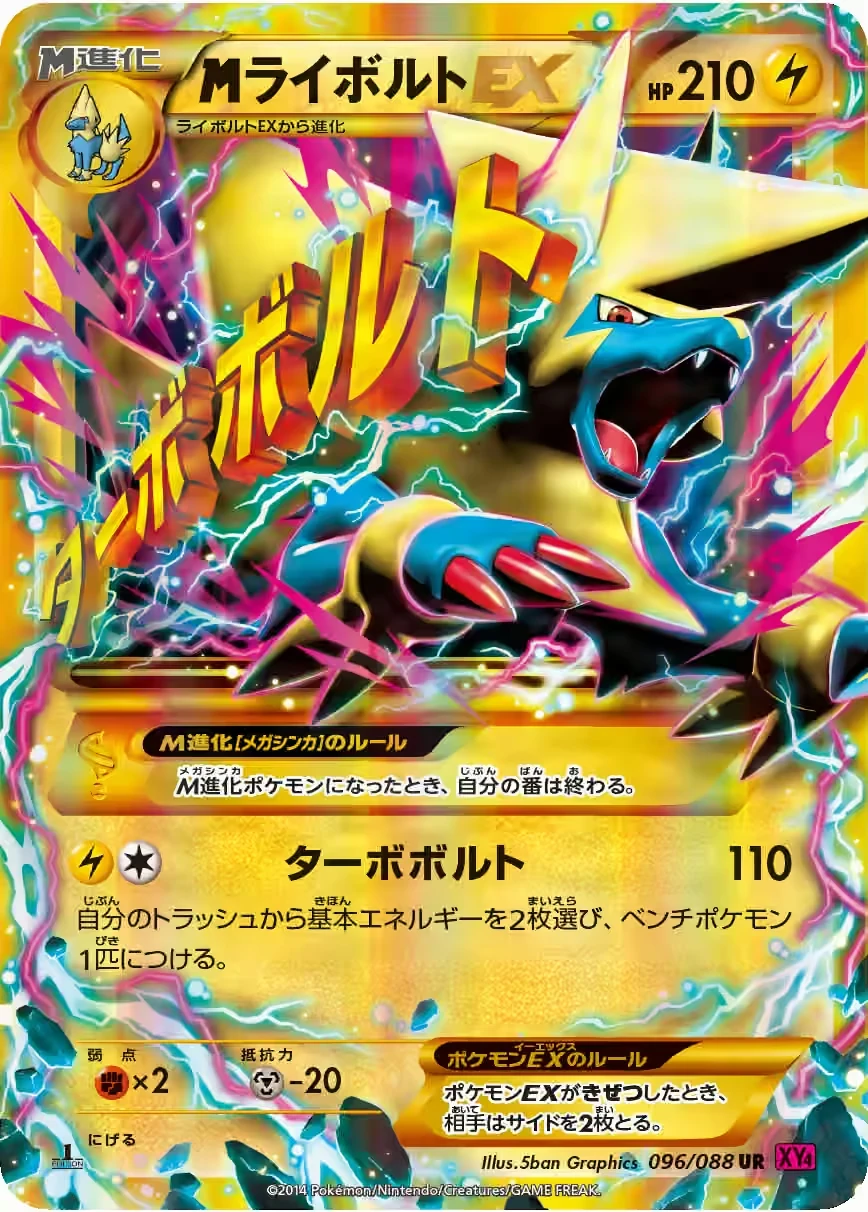 M進化
MライボルトEX
HP210
ライボルトEXから進化
ターボボルト
M進化[メガシンカ]のルール
M進化ポケモンになったとき、自分の番は終わる。
ターボボルト 110
自分のトラッシュから基本エネルギーを2枚選び、ベンチポケモン
1匹につける。
弱点 抵抗力
×2 -20
にげる
ポケモンEXのルール
ポケモンEXがきぜつしたとき、
相手はサイドを2枚とる。
1 EDITION
Illus.5ban Graphics 096/088 UR XY4
©2014 Pokémon/Nintendo/Creatures/GAME FREAK.